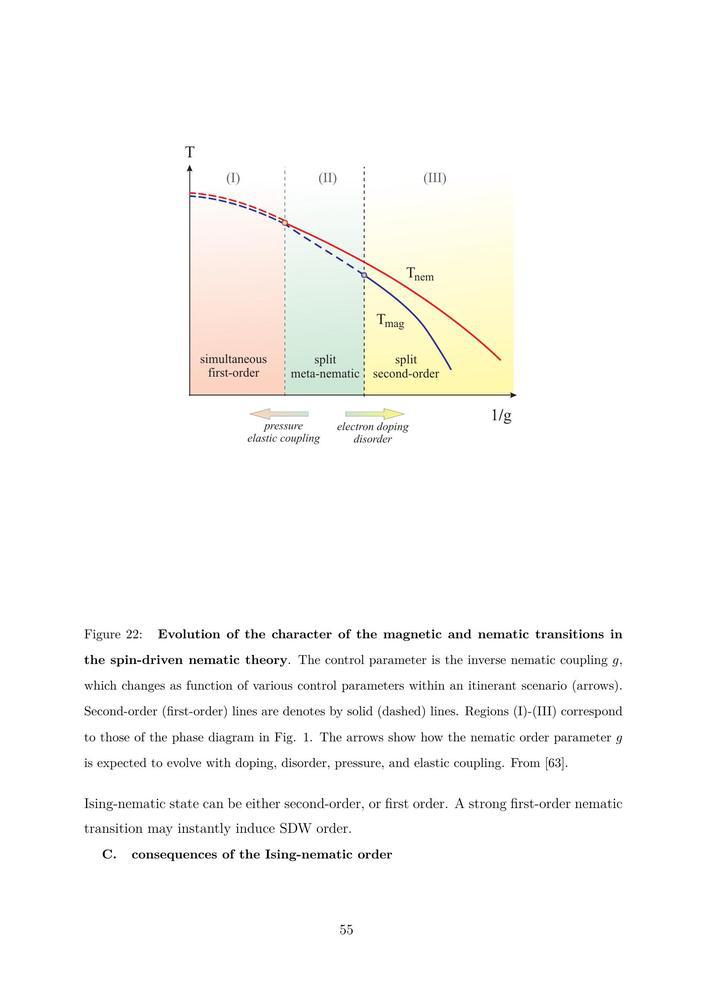 T
(I)
(II)
(III)
T_nem
T_mag
simultaneous
first-order
split
meta-nematic
split
second-order
1/g
pressure
elastic coupling
electron doping
disorder
Figure 22: Evolution of the character of the magnetic and nematic transitions in
the spin-driven nematic theory. The control parameter is the inverse nematic coupling g,
which changes as function of various control parameters within an itinerant scenario (arrows).
Second-order (first-order) lines are denotes by solid (dashed) lines. Regions (I)-(III) correspond
to those of the phase diagram in Fig. 1. The arrows show how the nematic order parameter g
is expected to evolve with doping, disorder, pressure, and elastic coupling. From [63].
Ising-nematic state can be either second-order, or first order. A strong first-order nematic
transition may instantly induce SDW order.
C. consequences of the Ising-nematic order
55